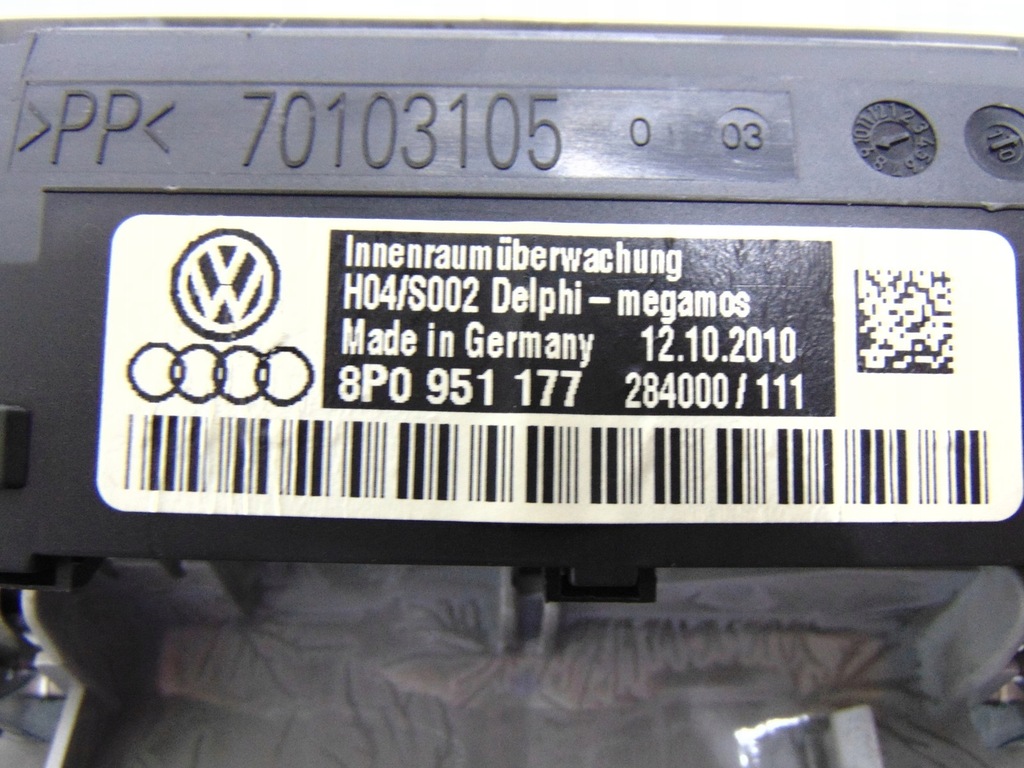 >PP< 70103105 0 03
Innenraumüberwachung
H04/S002 Delphi - megamos
Made in Germany 12.10.2010
8P0 951 177 284000/111